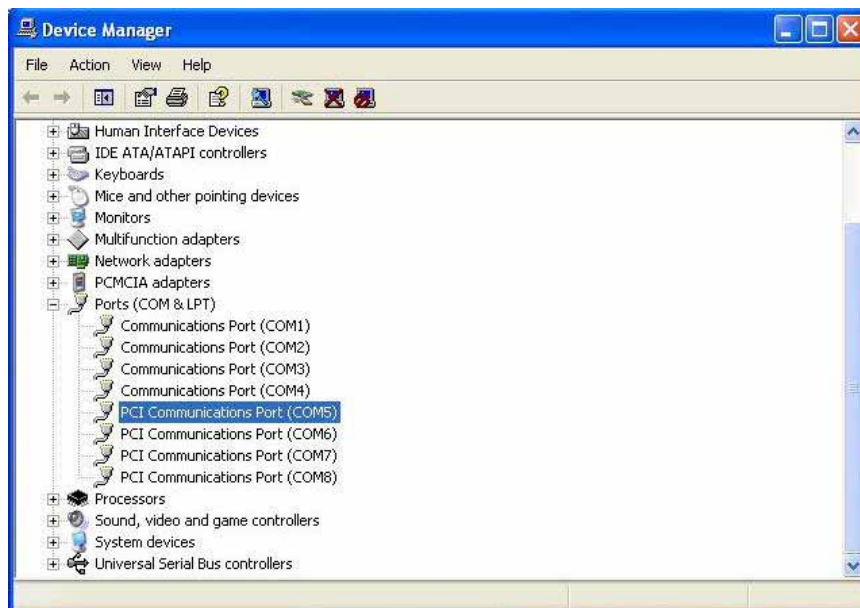 Device Manager
File Action View Help
Human Interface Devices
IDE ATA/ATAPI controllers
Keyboards
Mice and other pointing devices
Monitors
Multifunction adapters
Network adapters
PCMCIA adapters
Ports (COM & LPT)
Communications Port (COM1)
Communications Port (COM2)
Communications Port (COM3)
Communications Port (COM4)
PCI Communications Port (COM5)
PCI Communications Port (COM6)
PCI Communications Port (COM7)
PCI Communications Port (COM8)
Processors
Sound, video and game controllers
System devices
Universal Serial Bus controllers